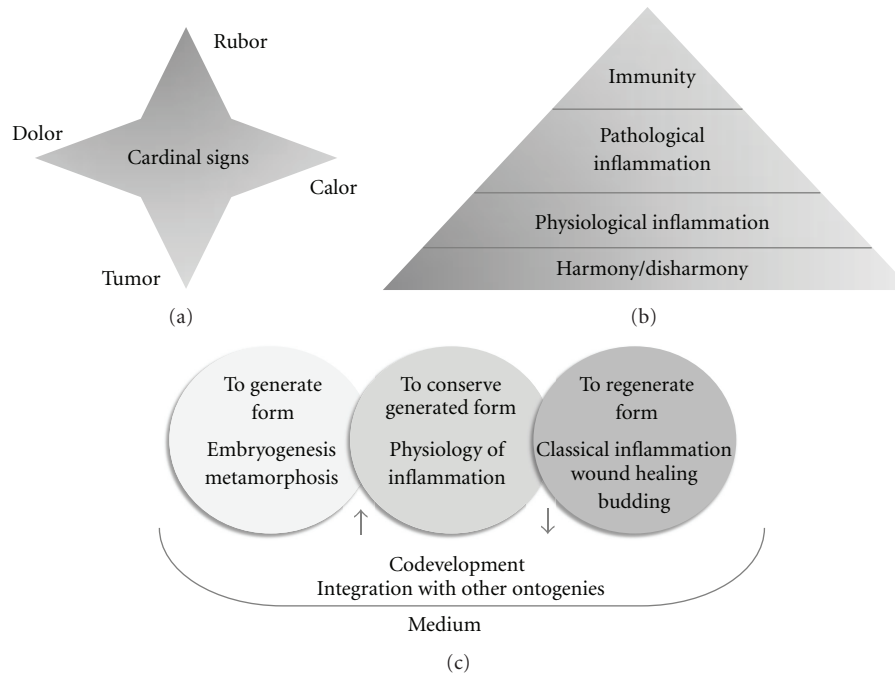 Rubor
Dolor
Cardinal signs
Calor
Tumor
(a)
Immunity
Pathological
inflammation
Physiological inflammation
Harmony/disharmony
(b)
To generate
form
Embryogenesis
metamorphosis
To conserve
generated form
Physiology of
inflammation
To regenerate
form
Classical inflammation
wound healing
budding
Codevelopment
Integration with other ontogenies
Medium
(c)